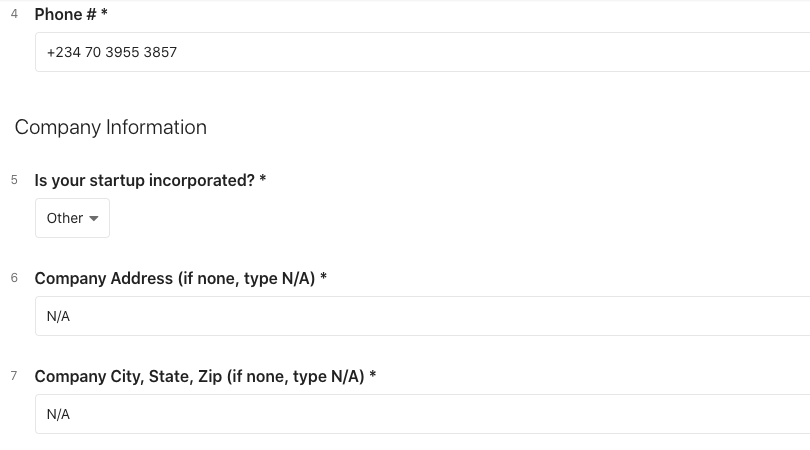 4 Phone # *
+234 70 3955 3857
Company Information
5 Is your startup incorporated? *
Other
6 Company Address (if none, type N/A) *
N/A
7 Company City, State, Zip (if none, type N/A) *
N/A